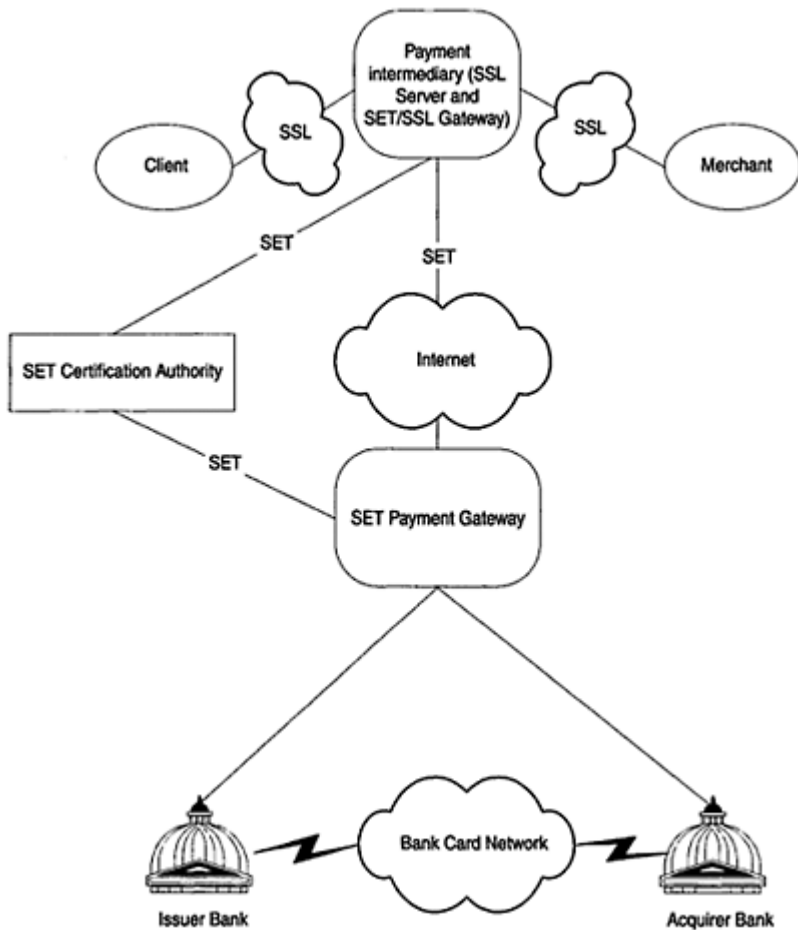 Payment
intermediary (SSL
Server and
SET/SSL Gateway)
SSL
SSL
Client
Merchant
SET
SET
SET Certification Authority
Internet
SET
SET Payment Gateway
Bank Card Network
Issuer Bank
Acquirer Bank